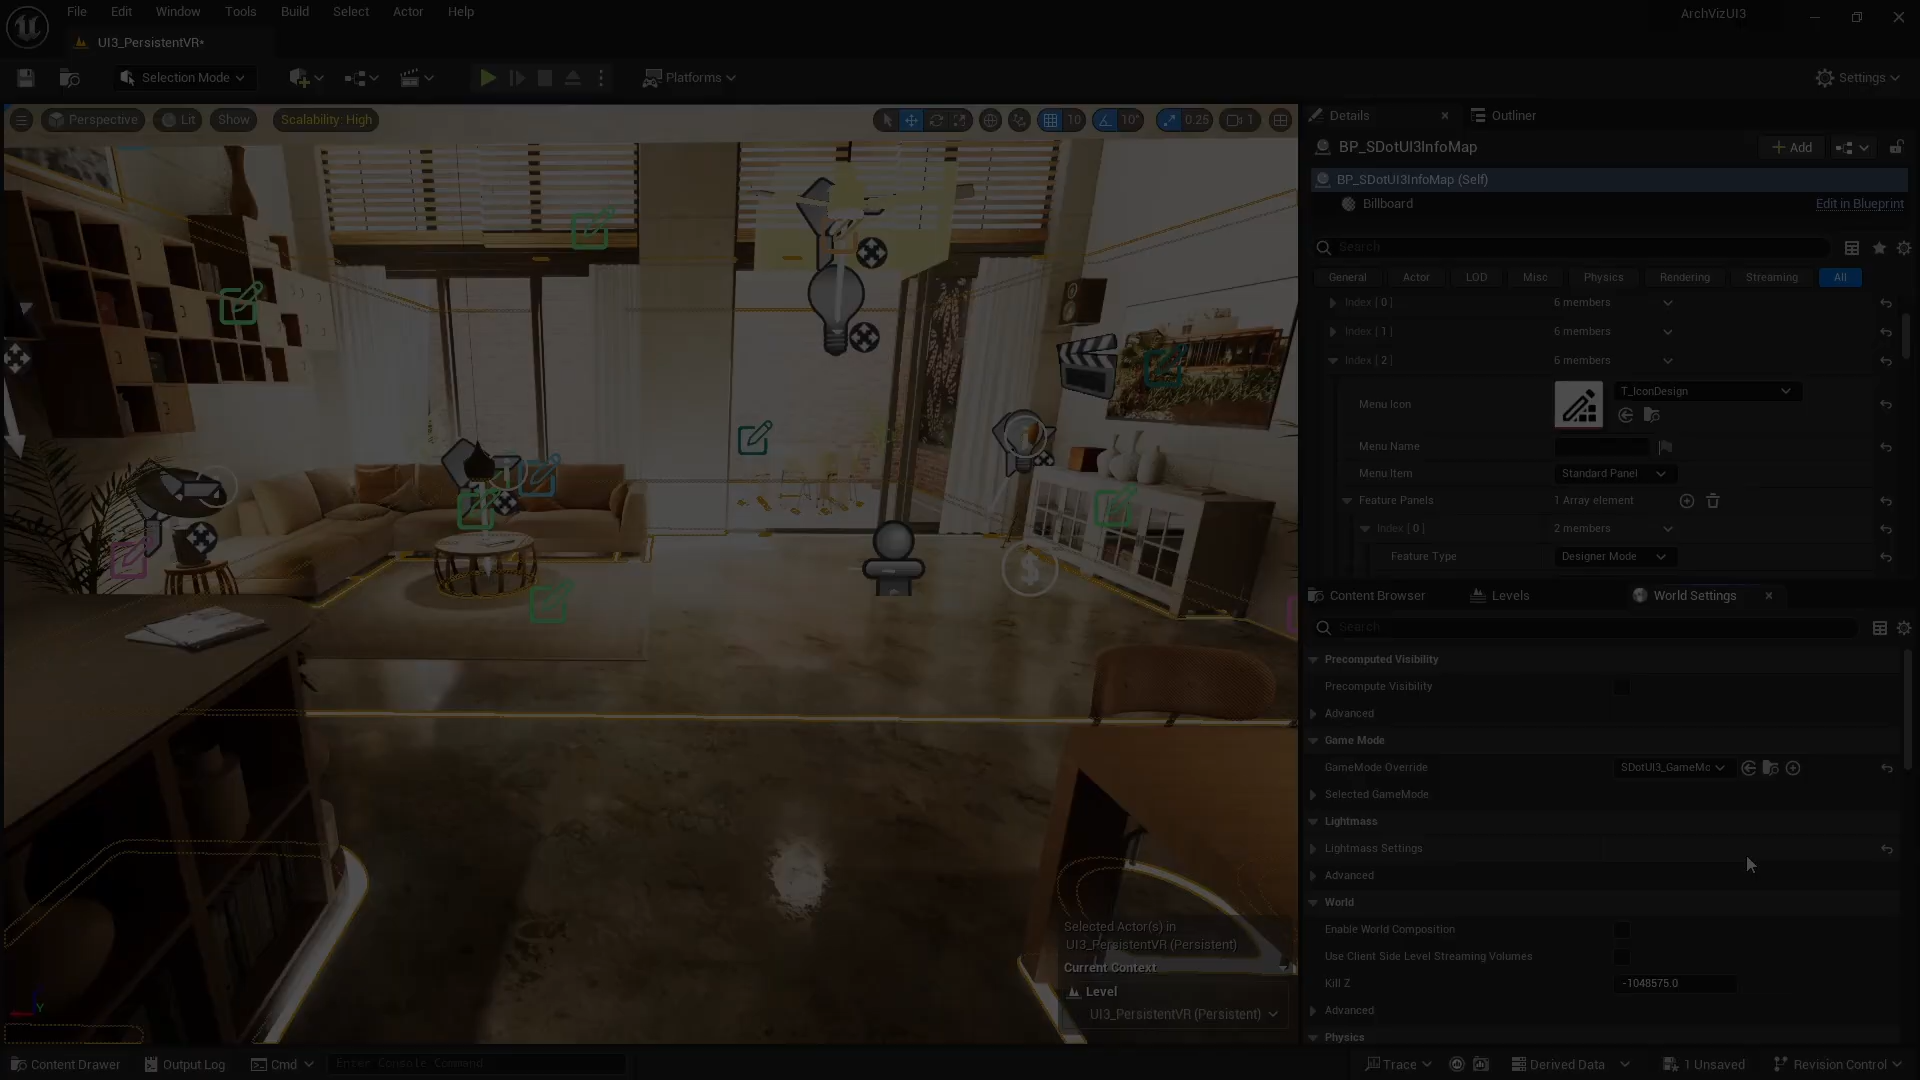 File Edit Window Tools Build Select Actor Help
ArchVizUI3
UI3_PersistentVR•
Selection Mode
Platforms
Settings
Perspective Lit Show Scalability: High
10 10° 0.25 1
Details
Outliner
BP_SDotUI3InfoMap
Add
BP_SDotUI3InfoMap (Self)
Billboard
Edit in Blueprint
Search
General Actor LOD Misc Physics Rendering Streaming All
Index [ 0 ] 6 members
Index [ 1 ] 6 members
Index [ 2 ] 6 members
Menu Icon T_IconDesign
Menu Name
Menu Item Standard Panel
Feature Panels 1 Array element
Index [ 0 ] 2 members
Feature Type Designer Mode
Content Browser Levels World Settings
Search
Precomputed Visibility
Precompute Visibility
Advanced
Game Mode
GameMode Override SDotUI3_GameMc
Selected GameMode
Lightmass
Lightmass Settings
Advanced
World
Enable World Composition
Use Client Side Level Streaming Volumes
Kill Z -1048575.0
Advanced
Physics
Selected Actor(s) in
UI3_PersistentVR (Persistent)
Current Context
Level
UI3_PersistentVR (Persistent)
Content Drawer Output Log Cmd Enter Console Command
Trace Derived Data 1 Unsaved Revision Control